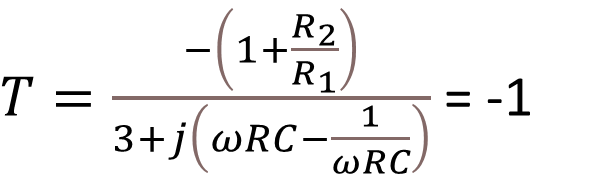 T = -(1+R₂/R₁) / (3+j(ωRC-1/ωRC)) = -1